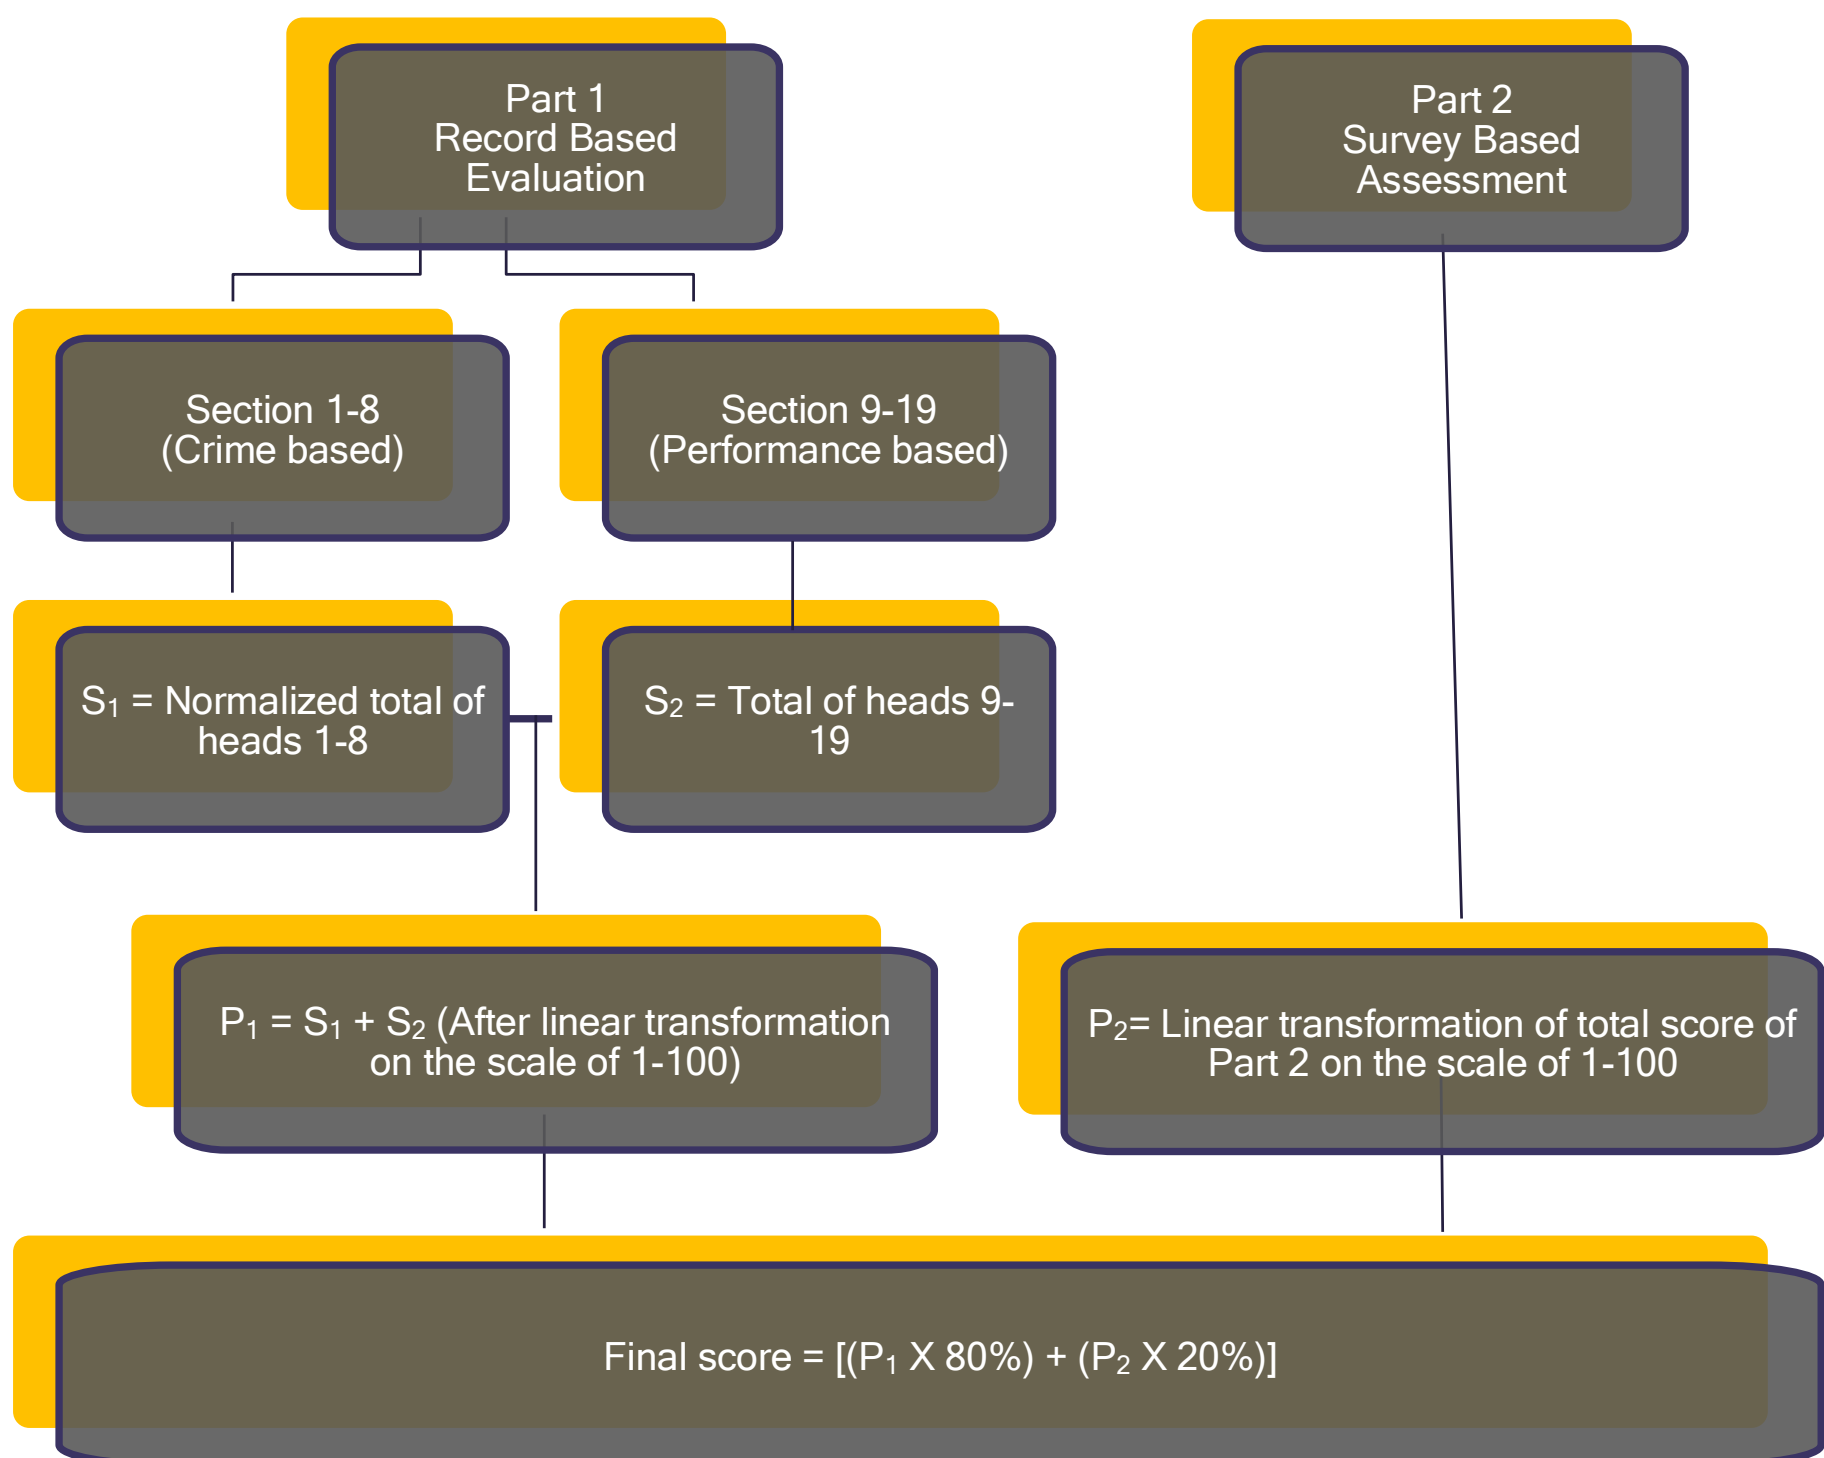 Part 1
Record Based
Evaluation
Part 2
Survey Based
Assessment
Section 1-8
(Crime based)
Section 9-19
(Performance based)
S₁ = Normalized total of
heads 1-8
S₂ = Total of heads 9-
19
P₁ = S₁ + S₂ (After linear transformation
on the scale of 1-100)
P₂= Linear transformation of total score of
Part 2 on the scale of 1-100
Final score = [(P₁ X 80%) + (P₂ X 20%)]